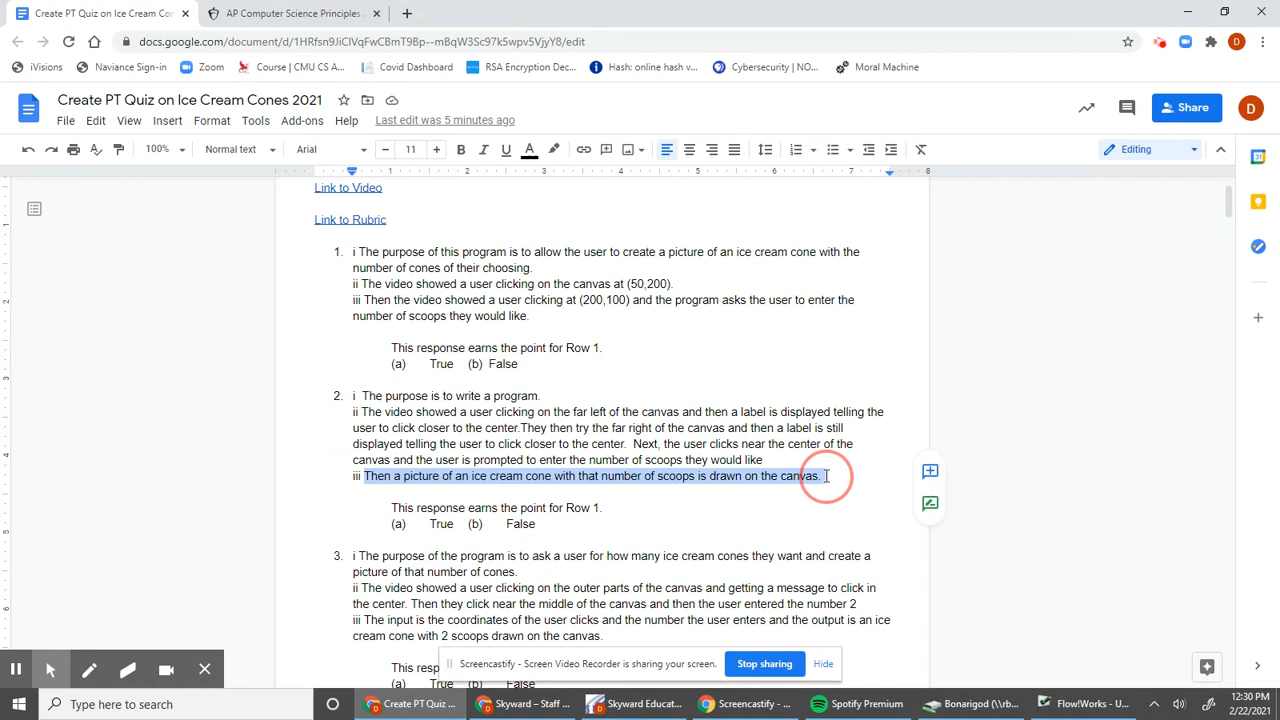 Create PT Quiz on Ice Cream Con
AP Computer Science Principles
docs.google.com/document/d/1HRfsn9JiClVqFwCBmT9Bp--mBqW3Sc97k5wpv5VjyY8/edit
iVisions
Naviance Sign-in
Zoom
Course | CMU CS A...
Covid Dashboard
RSA Encryption Dec...
Hash: online hash v...
Cybersecurity | NO...
Moral Machine
Create PT Quiz on Ice Cream Cones 2021
Share
D
File Edit View Insert Format Tools Add-ons Help Last edit was 5 minutes ago
100% Normal text Arial 11 B I U A Editing
1 2 3 4 5 6 7 8
Link to Video
Link to Rubric
1. i The purpose of this program is to allow the user to create a picture of an ice cream cone with the
number of cones of their choosing.
ii The video showed a user clicking on the canvas at (50,200).
iii Then the video showed a user clicking at (200,100) and the program asks the user to enter the
number of scoops they would like.
This response earns the point for Row 1.
(a) True (b) False
2. i The purpose is to write a program.
ii The video showed a user clicking on the far left of the canvas and then a label is displayed telling the
user to click closer to the center.They then try the far right of the canvas and then a label is still
displayed telling the user to click closer to the center. Next, the user clicks near the center of the
canvas and the user is prompted to enter the number of scoops they would like
iii Then a picture of an ice cream cone with that number of scoops is drawn on the canvas.
This response earns the point for Row 1.
(a) True (b) False
3. i The purpose of the program is to ask a user for how many ice cream cones they want and create a
picture of that number of cones.
ii The video showed a user clicking on the outer parts of the canvas and getting a message to click in
the center. Then they click near the middle of the canvas and then the user entered the number 2
iii The input is the coordinates of the user clicks and the number the user enters and the output is an ice
cream cone with 2 scoops drawn on the canvas.
This res
(a) True (b) False
Screencastify - Screen Video Recorder is sharing your screen. Stop sharing Hide
Type here to search
Create PT Quiz ...
Skyward – Staff ...
Skyward Educat...
Screencastify - ...
Spotify Premium
Bonarigod (\\rb...
Flow!Works - U...
12:30 PM
2/22/2021